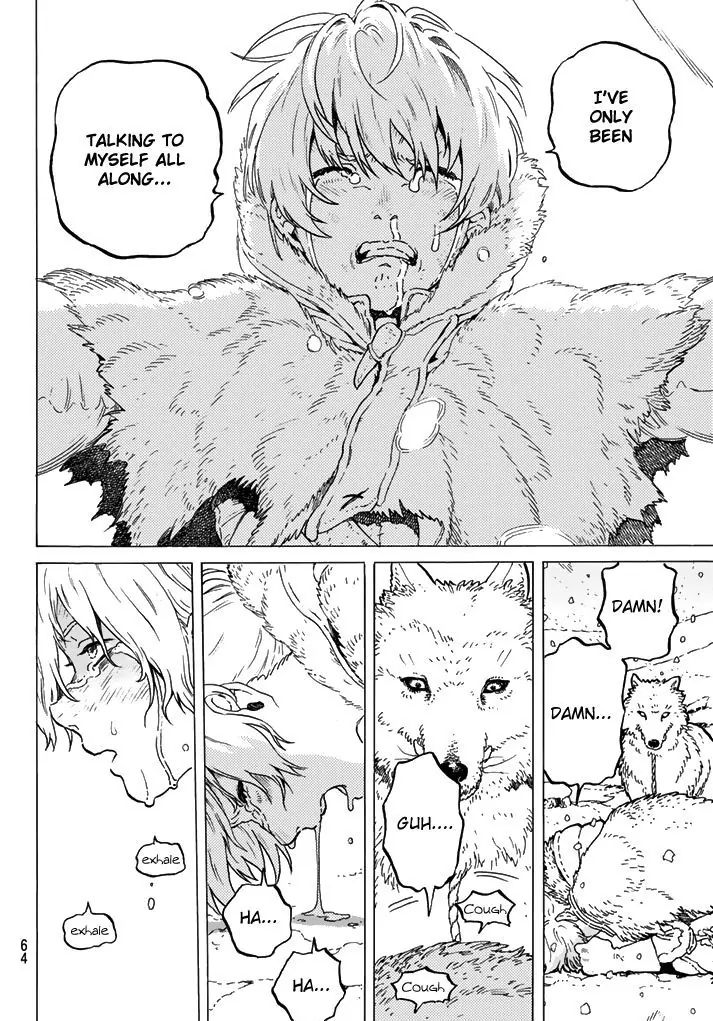 I'VE
ONLY
BEEN
TALKING TO
MYSELF ALL
ALONG...
DAMN!
DAMN...
GUH....
Cough
Cough
HA...
HA...
exhale
exhale
64